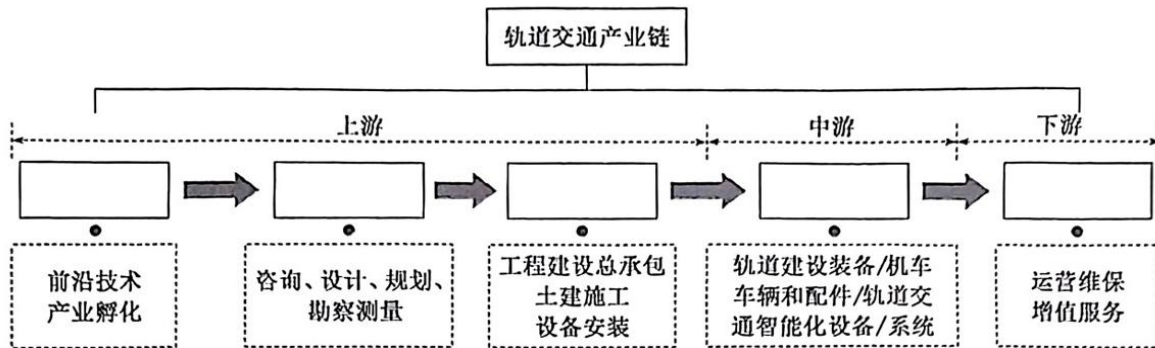 轨道交通产业链
上游
中游
下游
前沿技术
产业孵化
咨询、设计、规划、
勘察测量
工程建设总承包
土建施工
设备安装
轨道建设装备/机车
车辆和配件/轨道交
通智能化设备/系统
运营维保
增值服务